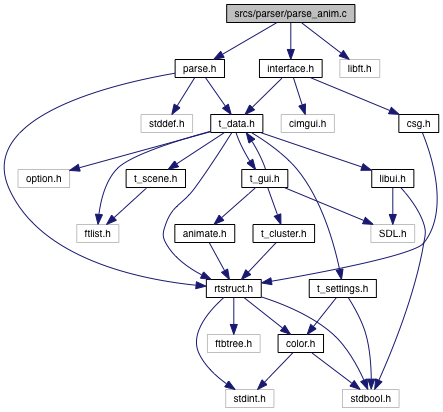 srcs/parser/parse_anim.c
parse.h
interface.h
libft.h
stddef.h
t_data.h
cimgui.h
csg.h
option.h
t_scene.h
t_gui.h
libui.h
ftlist.h
animate.h
t_cluster.h
SDL.h
rtstruct.h
t_settings.h
ftbtree.h
color.h
stdint.h
stdbool.h